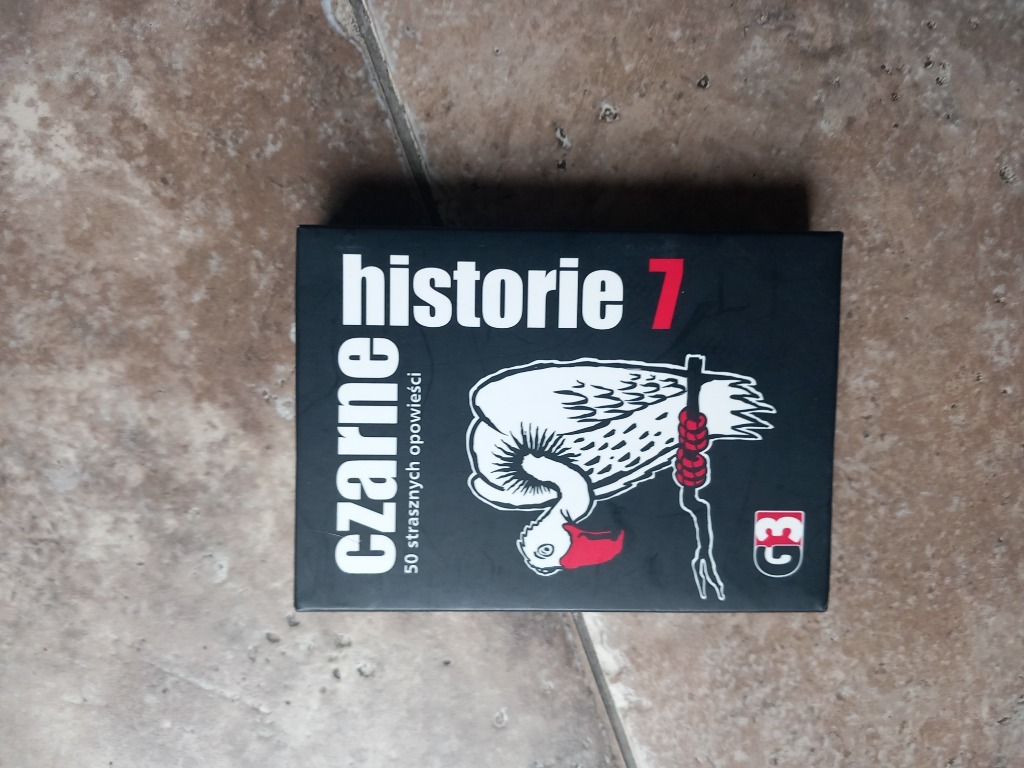 czarne
historie 7
50 strasznych opowieści
G3